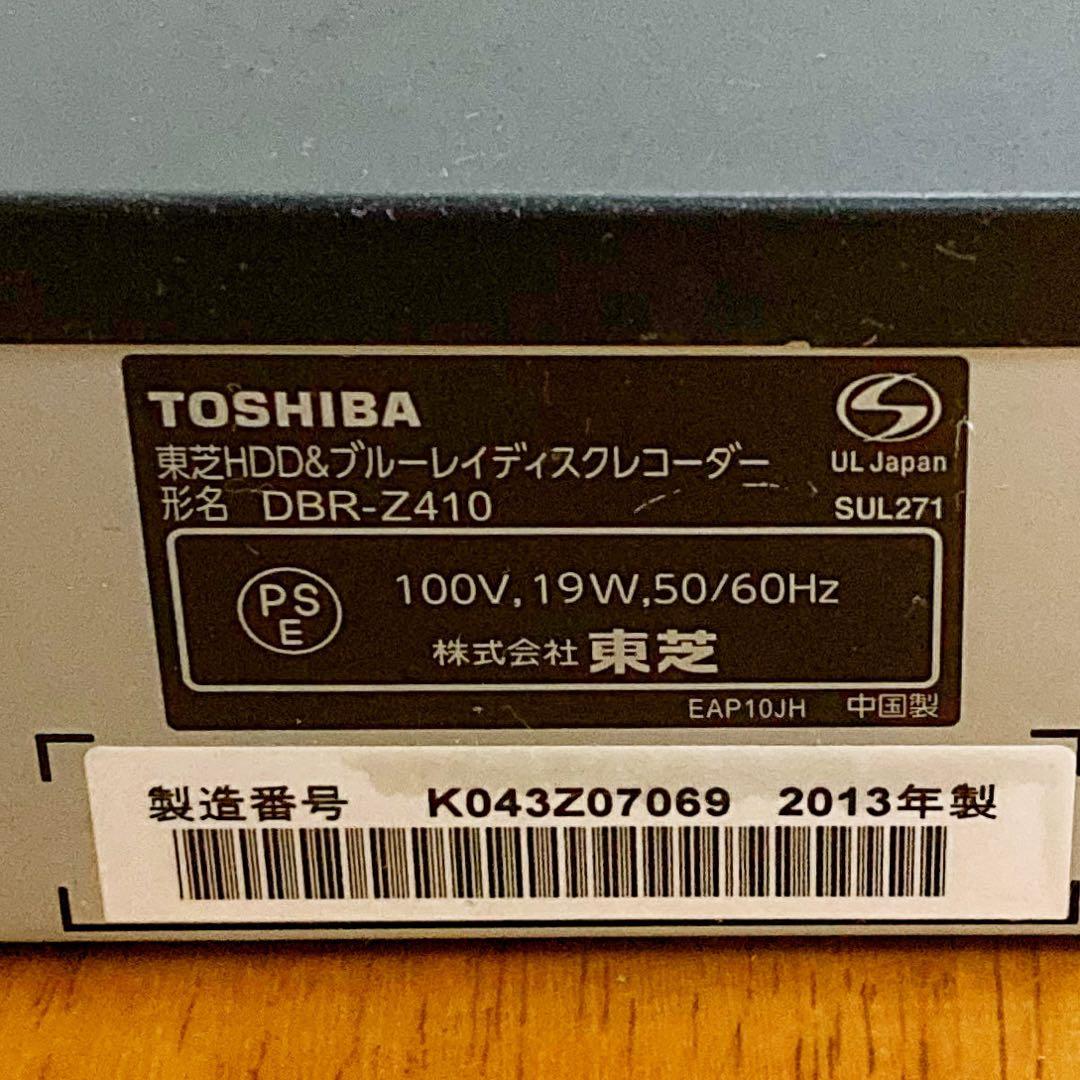 TOSHIBA
東芝HDD&ブルーレイディスクレコーダー
形名 DBR-Z410
S
UL Japan
SUL271
PS
E
100V, 19W, 50/60Hz
株式会社 東芝
EAP10JH 中国製
製造番号 K043Z07069 2013年製